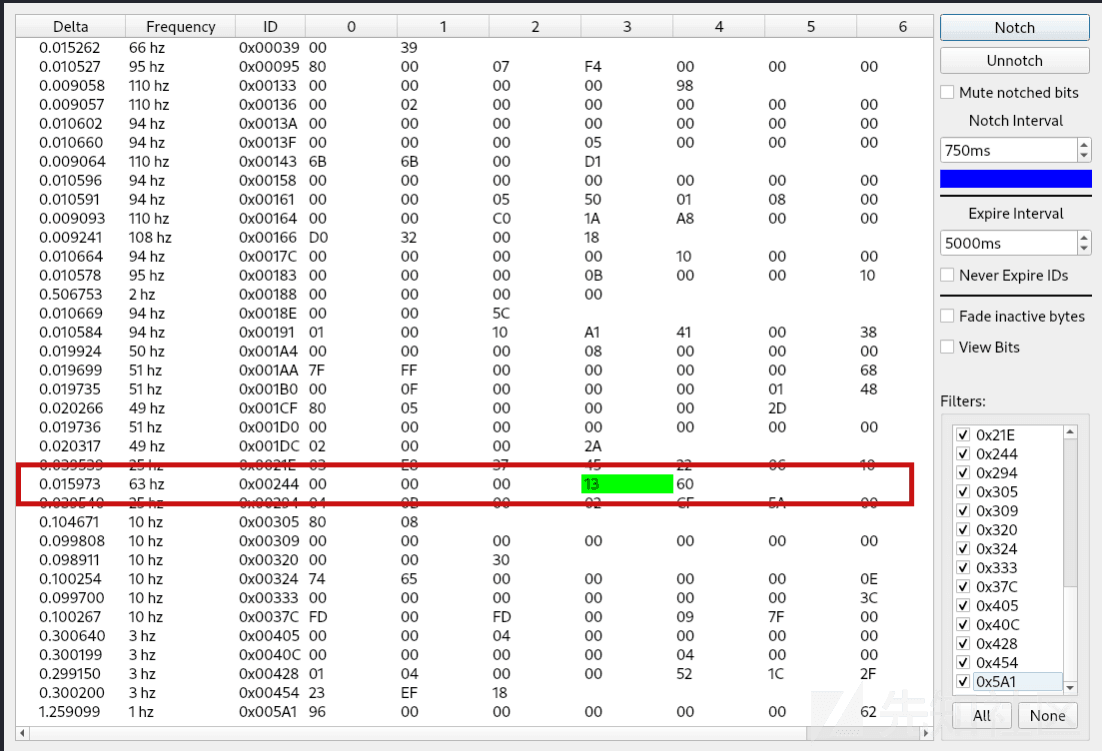 Delta Frequency ID 0 1 2 3 4 5 6
0.015262 66 hz 0x00039 00 39
0.010527 95 hz 0x00095 80 00 07 F4 00 00 00
0.009058 110 hz 0x00133 00 00 00 00 98
0.009057 110 hz 0x00136 00 02 00 00 00 00 00
0.010602 94 hz 0x0013A 00 00 00 00 00 00 00
0.010660 94 hz 0x0013F 00 00 00 05 00 00 00
0.009064 110 hz 0x00143 6B 6B 00 D1
0.010596 94 hz 0x00158 00 00 00 00 00 00 00
0.010591 94 hz 0x00161 00 00 05 50 01 08 00
0.009093 110 hz 0x00164 00 00 C0 1A A8 00 00
0.009241 108 hz 0x00166 D0 32 00 18
0.010664 94 hz 0x0017C 00 00 00 00 10 00 00
0.010578 95 hz 0x00183 00 00 00 0B 00 00 10
0.506753 2 hz 0x00188 00 00 00 00
0.010669 94 hz 0x0018E 00 00 5C
0.010584 94 hz 0x00191 01 00 10 A1 41 00 38
0.019924 50 hz 0x001A4 00 00 00 08 00 00 00
0.019699 51 hz 0x001AA 7F FF 00 00 00 00 68
0.019735 51 hz 0x001B0 00 0F 00 00 00 01 48
0.020266 49 hz 0x001CF 80 05 00 00 00 2D
0.019736 51 hz 0x001D0 00 00 00 00 00 00 00
0.020317 49 hz 0x001DC 02 00 00 2A
0.039539 25 hz 0x0021E 03 E8 37 45 22 06 10
0.015973 63 hz 0x00244 00 00 00 13 60
0.039540 25 hz 0x00294 04 0B 00 02 CF 5A 00
0.104671 10 hz 0x00305 80 08
0.099808 10 hz 0x00309 00 00 00 00 00 00 00
0.098911 10 hz 0x00320 00 00 30
0.100254 10 hz 0x00324 74 65 00 00 00 00 0E
0.099700 10 hz 0x00333 00 00 00 00 00 00 3C
0.100267 10 hz 0x0037C FD 00 FD 00 09 7F 00
0.300640 3 hz 0x00405 00 00 04 00 00 00 00
0.300199 3 hz 0x0040C 00 00 00 00 04 00 00
0.299150 3 hz 0x00428 01 04 00 00 52 1C 2F
0.300200 3 hz 0x00454 23 EF 18
1.259099 1 hz 0x005A1 96 00 00 00 00 00 62
Notch
Unnotch
Mute notched bits
Notch Interval
750ms
Expire Interval
5000ms
Never Expire IDs
Fade inactive bytes
View Bits
Filters:
0x21E
0x244
0x294
0x305
0x309
0x320
0x324
0x333
0x37C
0x405
0x40C
0x428
0x454
0x5A1
All None